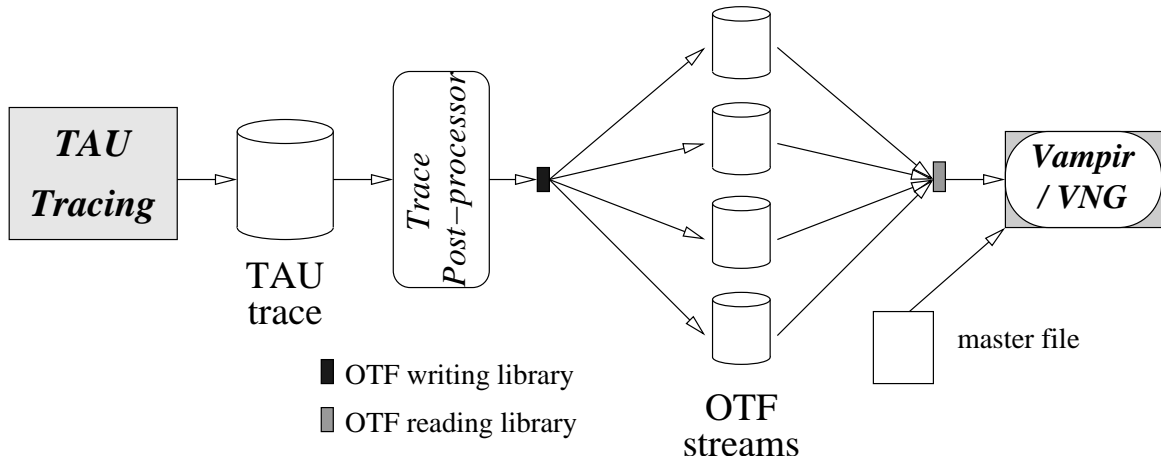 TAU
Tracing
TAU
trace
Trace
Post-processor
OTF writing library
OTF reading library
OTF
streams
Vampir
/ VNG
master file